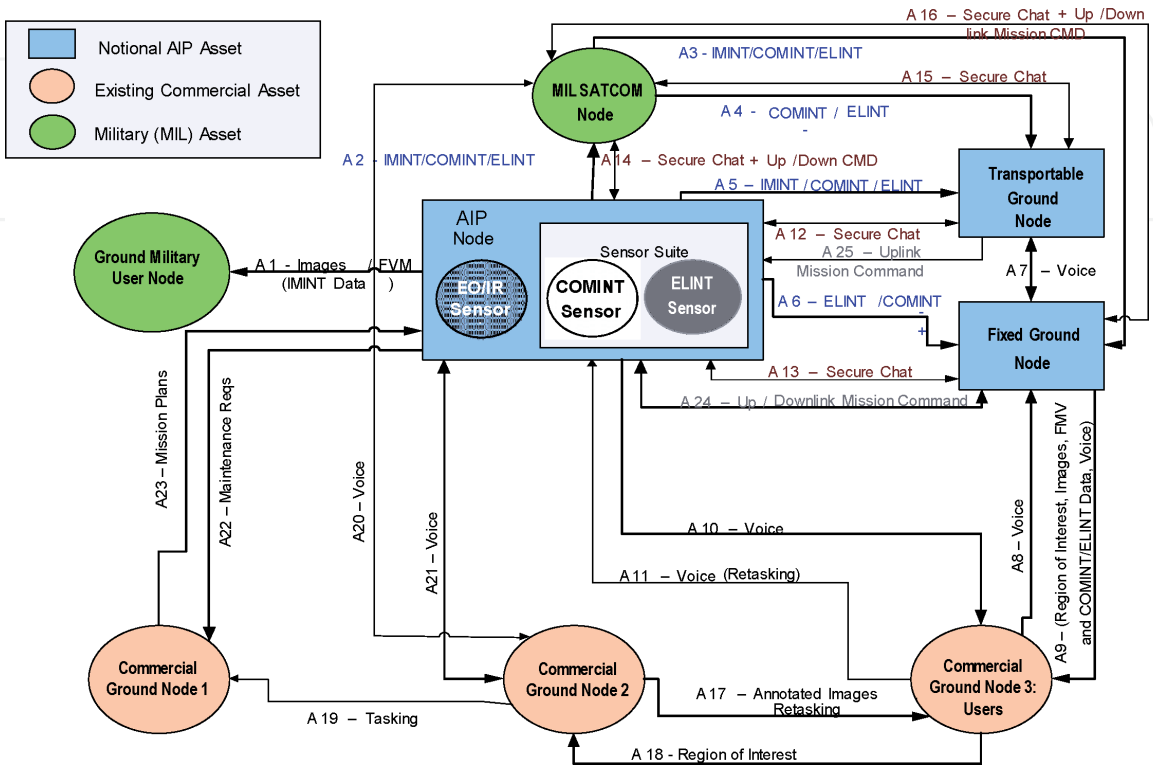 A 16 – Secure Chat + Up /Down
link Mission CMD
Notional AIP Asset
Existing Commercial Asset
Military (MIL) Asset
A3 - IMINT/COMINT/ELINT
MIL SATCOM
Node
A 15 – Secure Chat
A 4 - COMINT / ELINT
-
A 2 - IMINT/COMINT/ELINT
A 14 – Secure Chat + Up /Down CMD
A 5 – IMINT /COMINT / ELINT
Transportable
Ground
Node
AIP
Node
Sensor Suite
EO/IR
Sensor
COMINT
Sensor
ELINT
Sensor
A 12 – Secure Chat
A 25 – Uplink
Mission Command
Ground Military
User Node
A 1 - Images / FVM
(IMINT Data )
A 7 – Voice
A 6 – ELINT /COMINT
-
+
Fixed Ground
Node
A 13 – Secure Chat
A 24 – Up / Downlink Mission Command
A23 – Mission Plans
A22 – Maintenance Reqs
A20 – Voice
A21 – Voice
A 10 – Voice
A 11 – Voice (Retasking)
A8 – Voice
A9 – (Region of Interest, Images, FMV
and COMINT/ELINT Data, Voice)
Commercial
Ground Node 1
Commercial
Ground Node 2
Commercial
Ground Node 3:
Users
A 17 – Annotated Images
Retasking
A 19 – Tasking
A 18 - Region of Interest